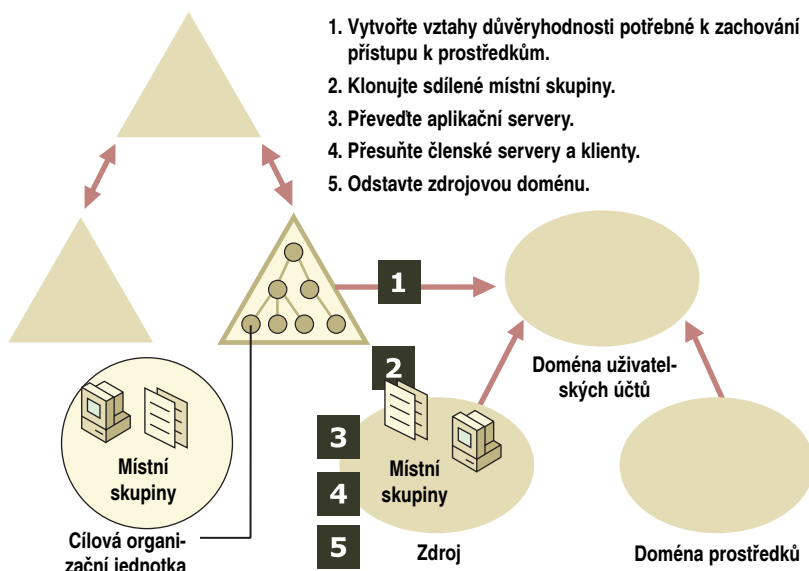 1. Vytvořte vztahy důvěryhodnosti potřebné k zachování
přístupu k prostředkům.
2. Klonujte sdílené místní skupiny.
3. Převeďte aplikační servery.
4. Přesuňte členské servery a klienty.
5. Odstavte zdrojovou doménu.
1
Doména uživatel-
ských účtů
2
3
4
5
Místní
skupiny
Místní
skupiny
Cílová organi-
zační jednotka
Zdroj
Doména prostředků